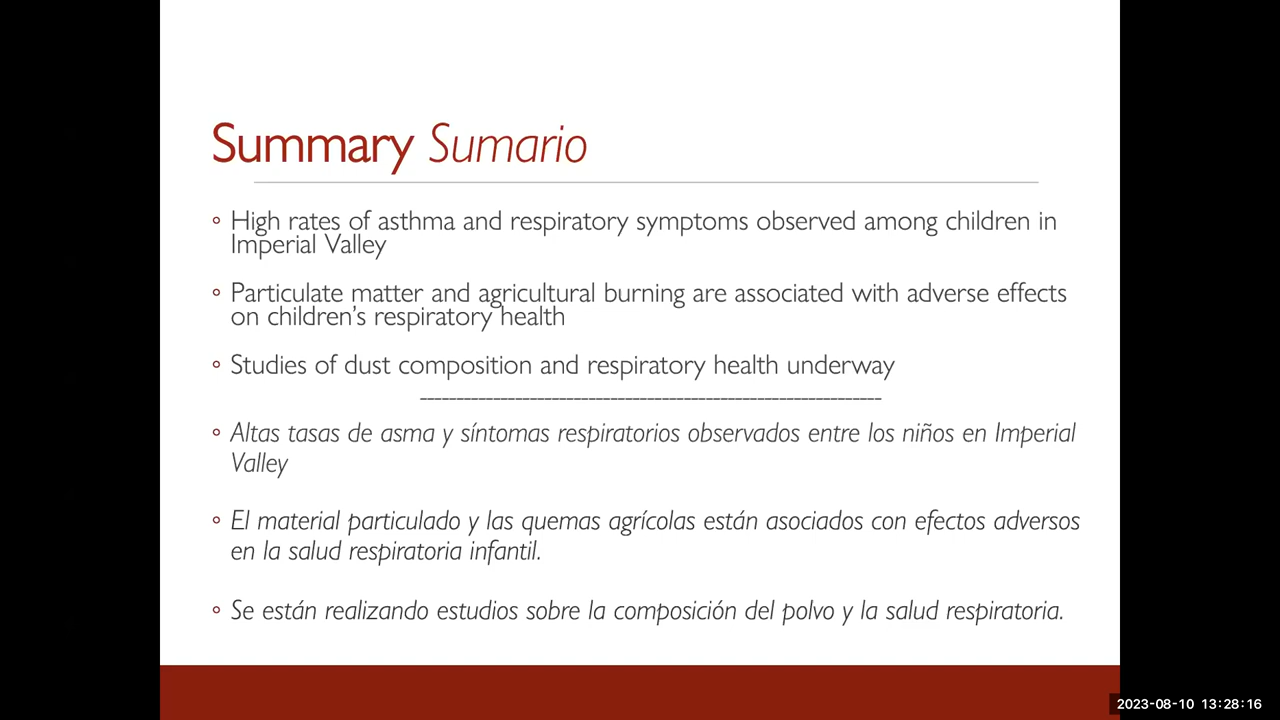 Summary Sumario
◦ High rates of asthma and respiratory symptoms observed among children in
Imperial Valley
◦ Particulate matter and agricultural burning are associated with adverse effects
on children’s respiratory health
◦ Studies of dust composition and respiratory health underway
----------------------------------------------------------------
◦ Altas tasas de asma y síntomas respiratorios observados entre los niños en Imperial
Valley
◦ El material particulado y las quemas agrícolas están asociados con efectos adversos
en la salud respiratoria infantil.
◦ Se están realizando estudios sobre la composición del polvo y la salud respiratoria.
2023-08-10 13:28:16